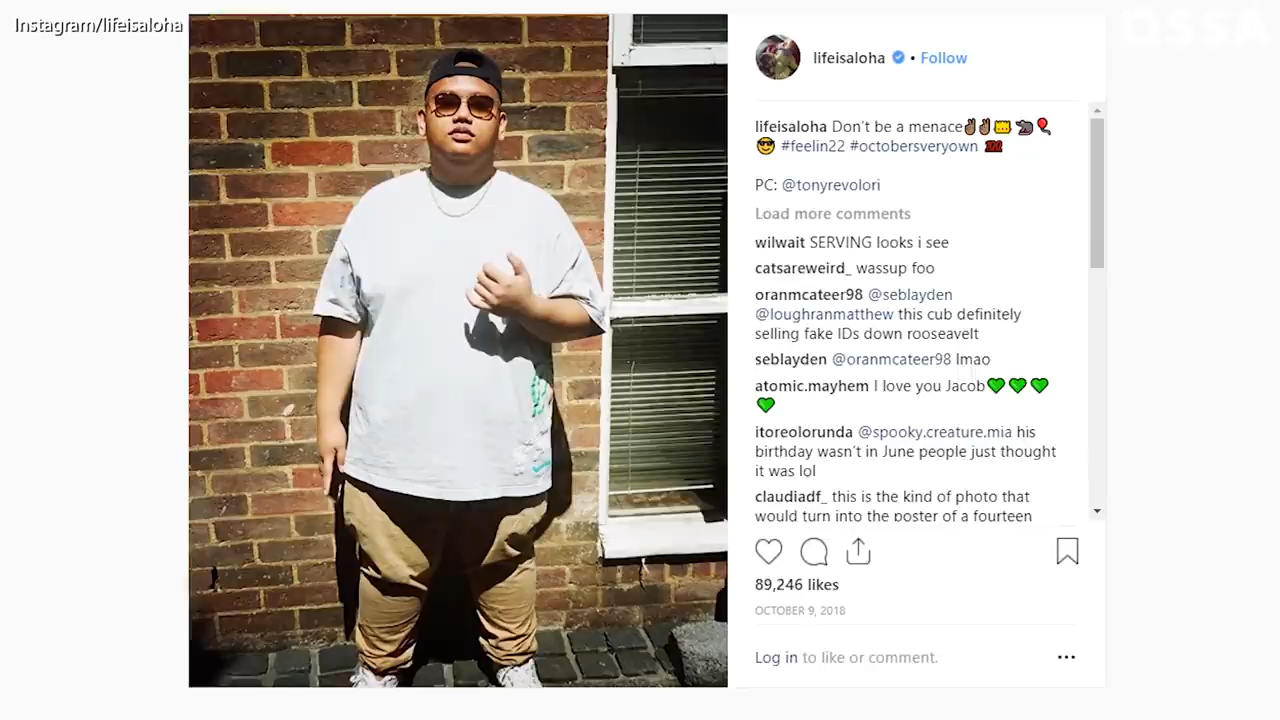 Instagram/lifeisaloha
ossa
lifeisaloha • Follow
lifeisaloha Don't be a menace✌🏾✌🏾🐱🐀🎈
😎 #feelin22 #octobersveryown 💯
PC: @tonyrevolori
Load more comments
wilwait SERVING looks i see
catsareweird_ wassup foo
oranmcateer98 @seblayden
@loughranmatthew this cub definitely
selling fake IDs down rooseavelt
seblayden @oranmcateer98 lmao
atomic.mayhem I love you Jacob💚💚💚
💚
itoreolorunda @spooky.creature.mia his
birthday wasn't in June people just thought
it was lol
claudiadf_ this is the kind of photo that
would turn into the poster of a fourteen
89,246 likes
OCTOBER 9, 2018
Log in to like or comment.